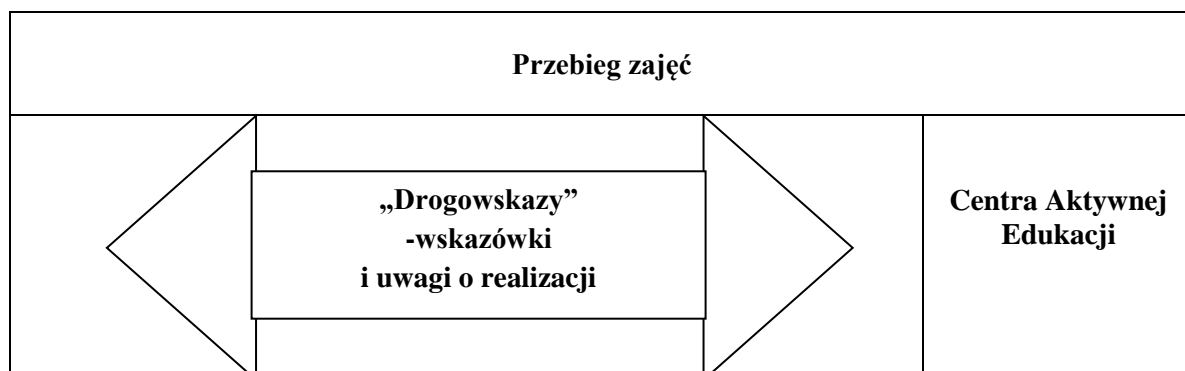 Przebieg zajęć
„Drogowskazy”
-wskazówki
i uwagi o realizacji
Centra Aktywnej
Edukacji